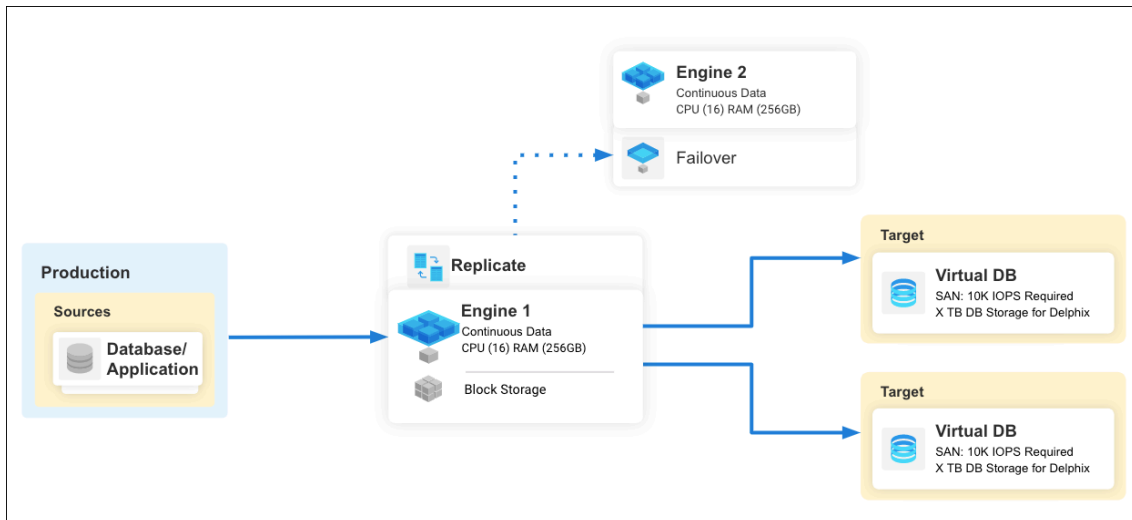 Engine 2
Continuous Data
CPU (16) RAM (256GB)
Failover
Production
Sources
Database/
Application
Replicate
Engine 1
Continuous Data
CPU (16) RAM (256GB)
Block Storage
Target
Virtual DB
SAN: 10K IOPS Required
X TB DB Storage for Delphix
Target
Virtual DB
SAN: 10K IOPS Required
X TB DB Storage for Delphix